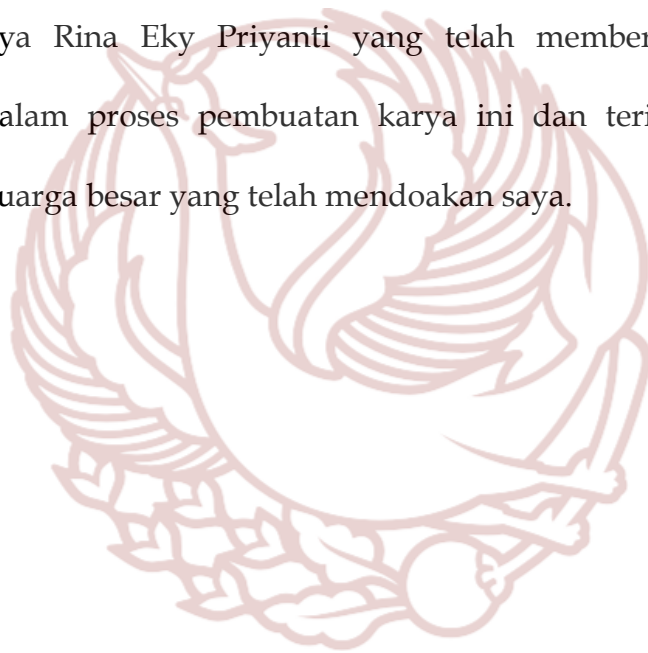 ya Rina Eky Priyanti yang telah member
alam proses pembuatan karya ini dan teri
uarga besar yang telah mendoakan saya.